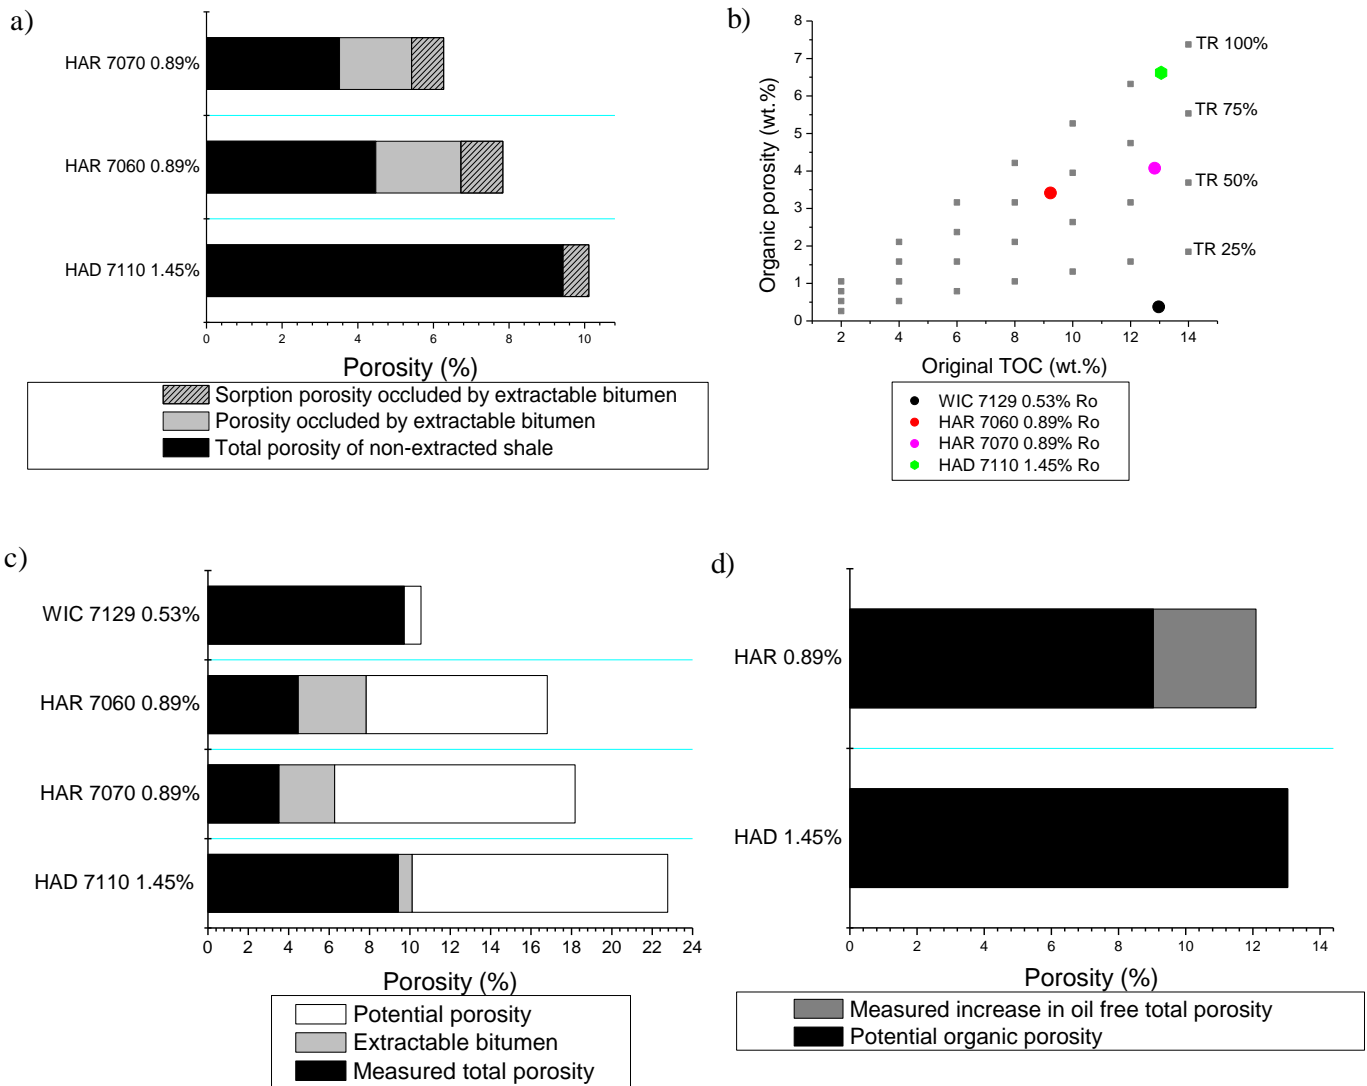 a)
HAR 7070 0.89%
HAR 7060 0.89%
HAD 7110 1.45%
0 2 4 6 8 10
Porosity (%)
Sorption porosity occluded by extractable bitumen
Porosity occluded by extractable bitumen
Total porosity of non-extracted shale
b)
8
7
6
5
4
3
2
1
0
Organic porosity (wt.%)
TR 100%
TR 75%
TR 50%
TR 25%
2 4 6 8 10 12 14
Original TOC (wt.%)
WIC 7129 0.53% Ro
HAR 7060 0.89% Ro
HAR 7070 0.89% Ro
HAD 7110 1.45% Ro
c)
WIC 7129 0.53%
HAR 7060 0.89%
HAR 7070 0.89%
HAD 7110 1.45%
0 2 4 6 8 10 12 14 16 18 20 22 24
Porosity (%)
Potential porosity
Extractable bitumen
Measured total porosity
d)
HAR 0.89%
HAD 1.45%
0 2 4 6 8 10 12 14
Porosity (%)
Measured increase in oil free total porosity
Potential organic porosity